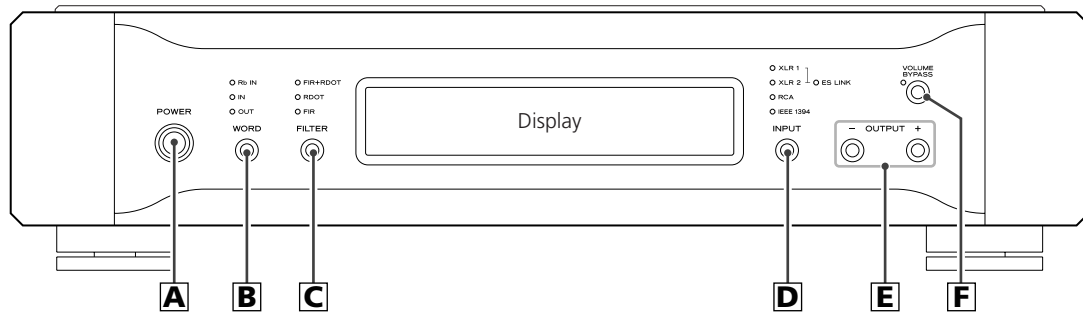 VOLUME
BYPASS
XLR 1
XLR 2
ES LINK
RCA
IEEE 1394
Rb IN
IN
OUT
FIR+RDOT
RDOT
FIR
POWER
WORD
FILTER
Display
INPUT
– OUTPUT +
A
B
C
D
E
F